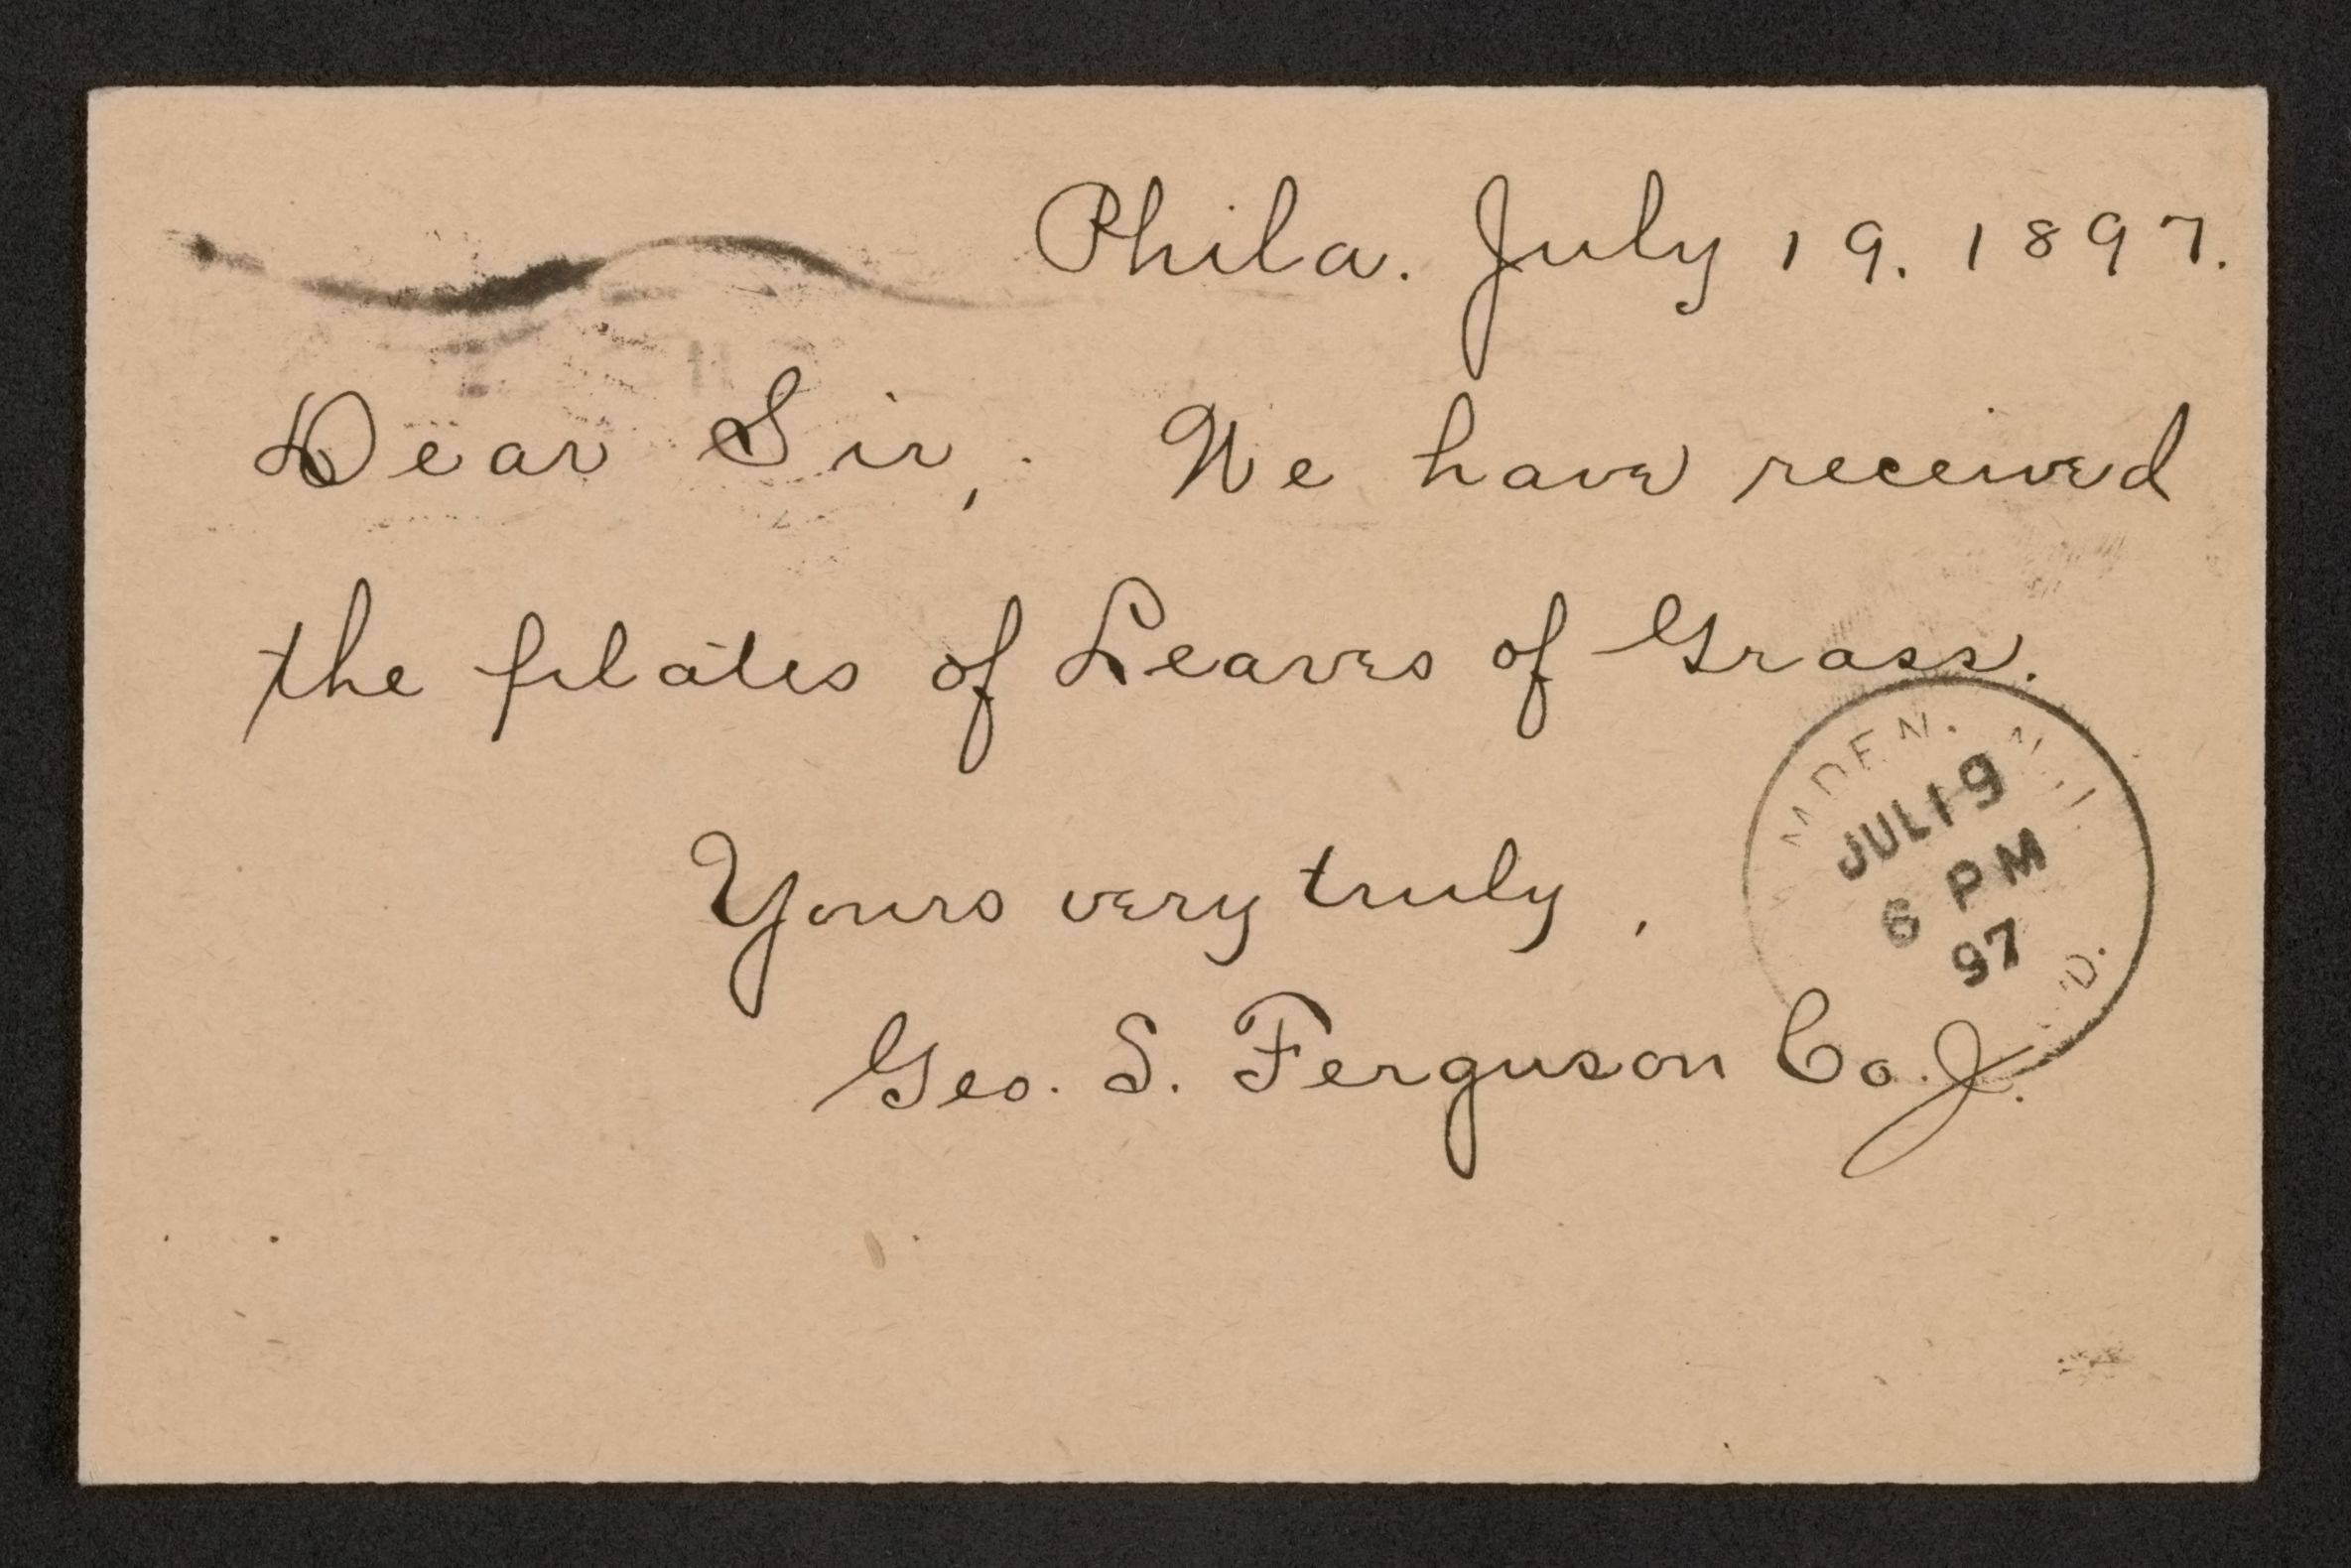 Phila. July 19. 1897.
Dear Sir, We have received
the plates of Leaves of Grass.
MDEN. N.J.
JUL 19
6 PM
97
D.
Yours very truly,
Geo. S. Ferguson Co. J.